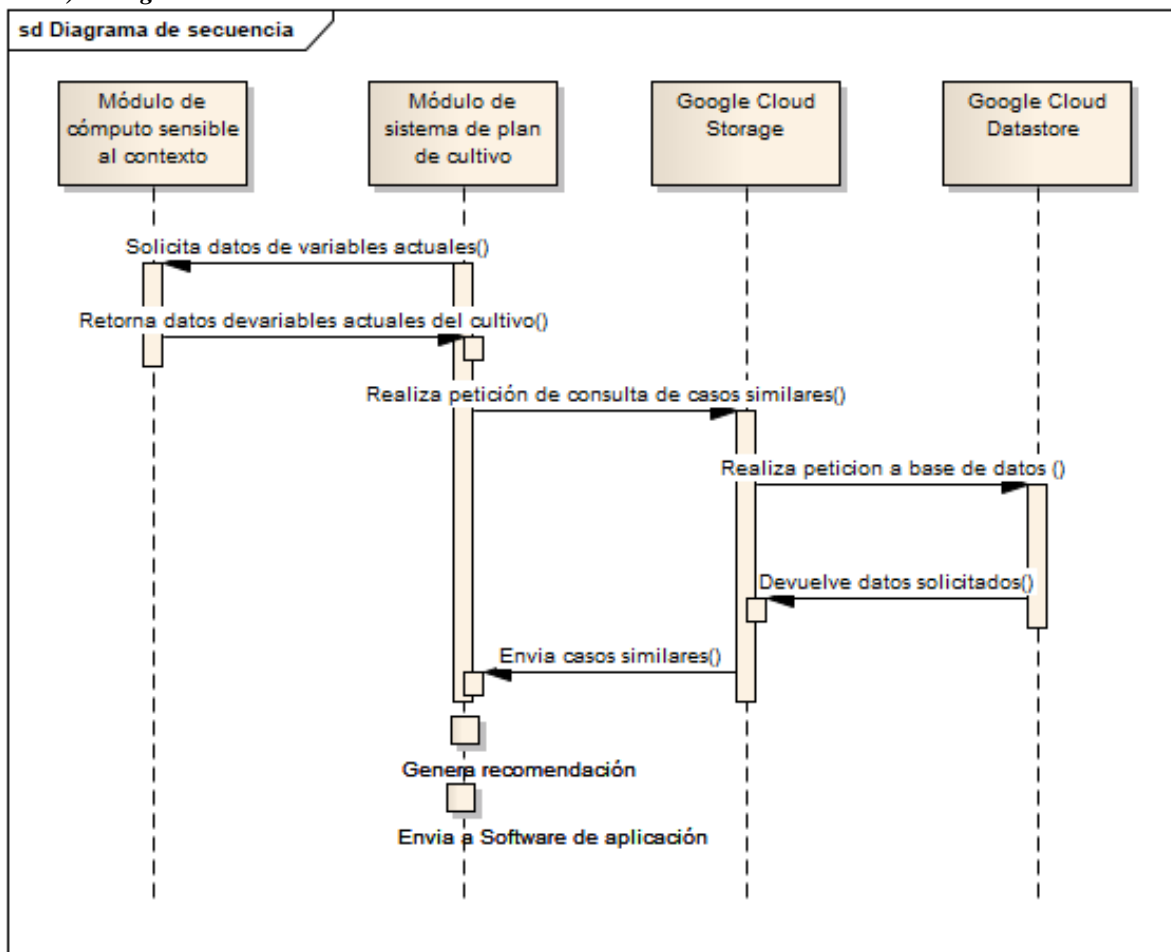 sd Diagrama de secuencia
Módulo de
cómputo sensible
al contexto
Módulo de
sistema de plan
de cultivo
Google Cloud
Storage
Google Cloud
Datastore
Solicita datos de variables actuales()
Retorna datos devariables actuales del cultivo()
Realiza petición de consulta de casos similares()
Realiza peticion a base de datos ()
Devuelve datos solicitados()
Envia casos similares()
Genera recomendación
Envia a Software de aplicación